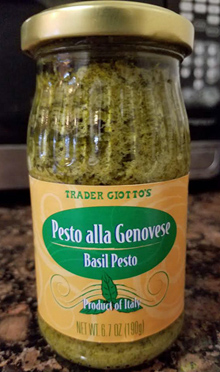 TRADER GIOTTO'S
Pesto alla Genovese
Basil Pesto
Product of Italy
NET WT 6.7 OZ (190g)